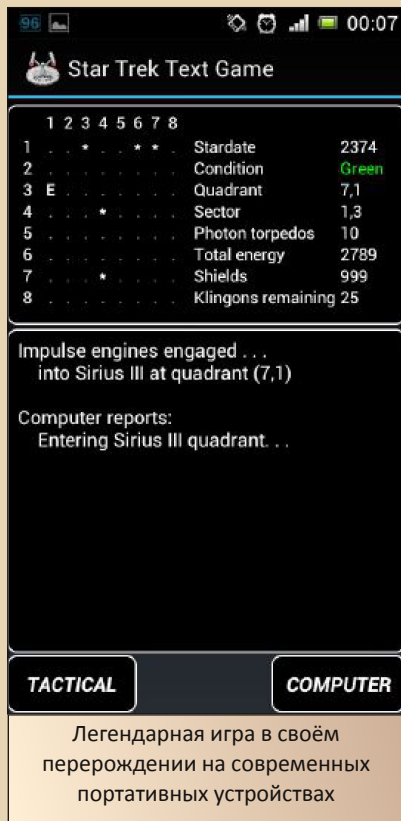 96 00:07
Star Trek Text Game
1 2 3 4 5 6 7 8
1 . . * . . * * . Stardate 2374
2 . . . . . . . . Condition Green
3 E . . . . . . . Quadrant 7,1
4 . . . * . . . . Sector 1,3
5 . . . . . . . . Photon torpedos 10
6 . . . . . . . . Total energy 2789
7 . . . * . . . . Shields 999
8 . . . . . . . . Klingons remaining 25
Impulse engines engaged . . .
into Sirius III at quadrant (7,1)
Computer reports:
Entering Sirius III quadrant. . .
TACTICAL COMPUTER
Легендарная игра в своём
перерождении на современных
портативных устройствах